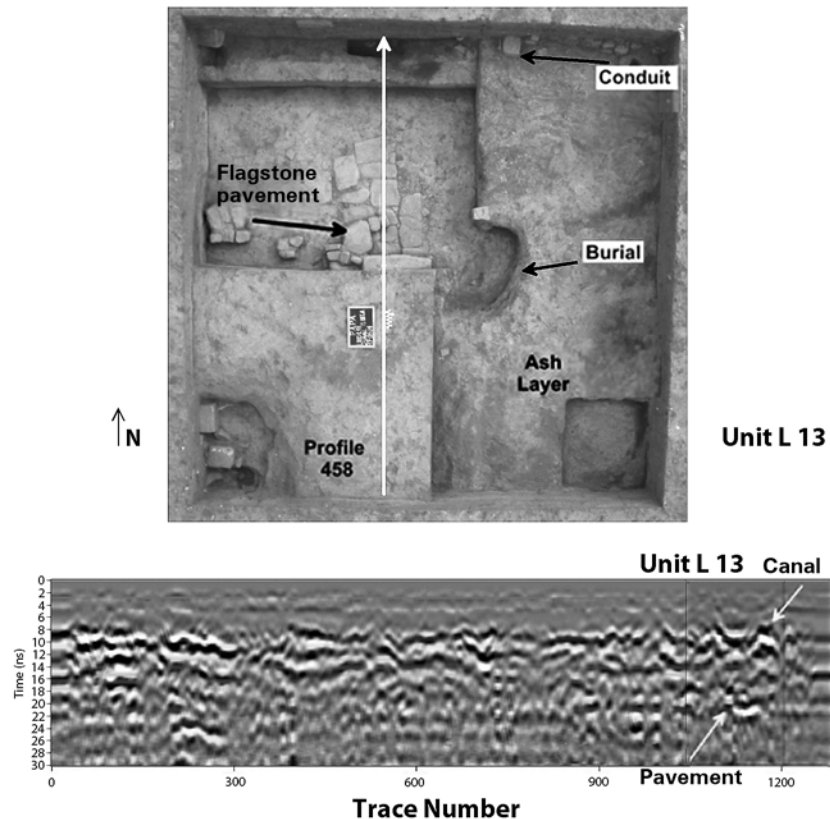 Conduit
Flagstone
pavement
Burial
Ash
Layer
N
Unit L 13
Profile
458
Unit L 13
Canal
0
2
4
6
8
10
12
14
16
18
20
22
24
26
28
30
Time (ns)
0
300
600
900
1200
Pavement
Trace Number